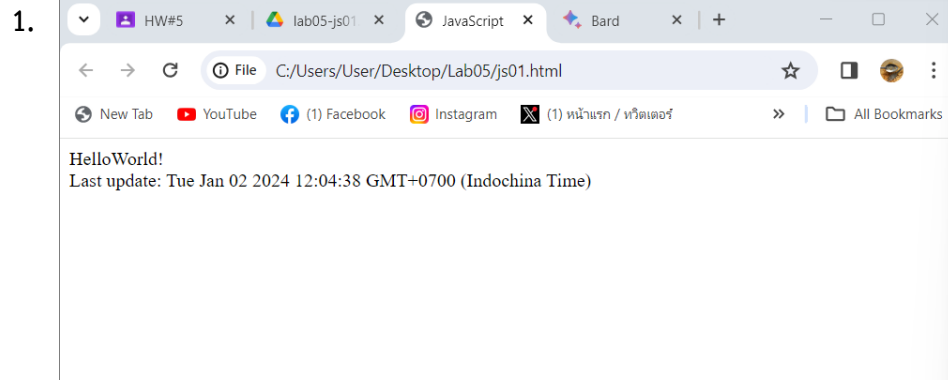 1.
HW#5 lab05-js01 JavaScript Bard
File C:/Users/User/Desktop/Lab05/js01.html
New Tab YouTube (1) Facebook Instagram (1) หน้าแรก / ทวิตเตอร์ » All Bookmarks
HelloWorld!
Last update: Tue Jan 02 2024 12:04:38 GMT+0700 (Indochina Time)